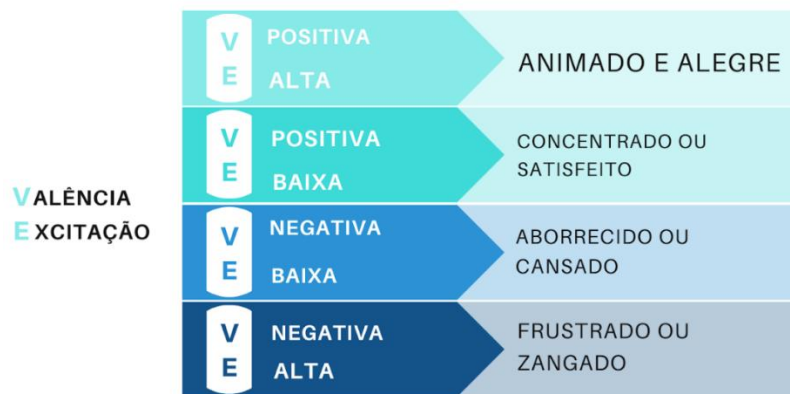 VALÊNCIA
EXCITAÇÃO
V POSITIVA
E ALTA
ANIMADO E ALEGRE
V POSITIVA
E BAIXA
CONCENTRADO OU
SATISFEITO
V NEGATIVA
E BAIXA
ABORRECIDO OU
CANSADO
V NEGATIVA
E ALTA
FRUSTRADO OU
ZANGADO